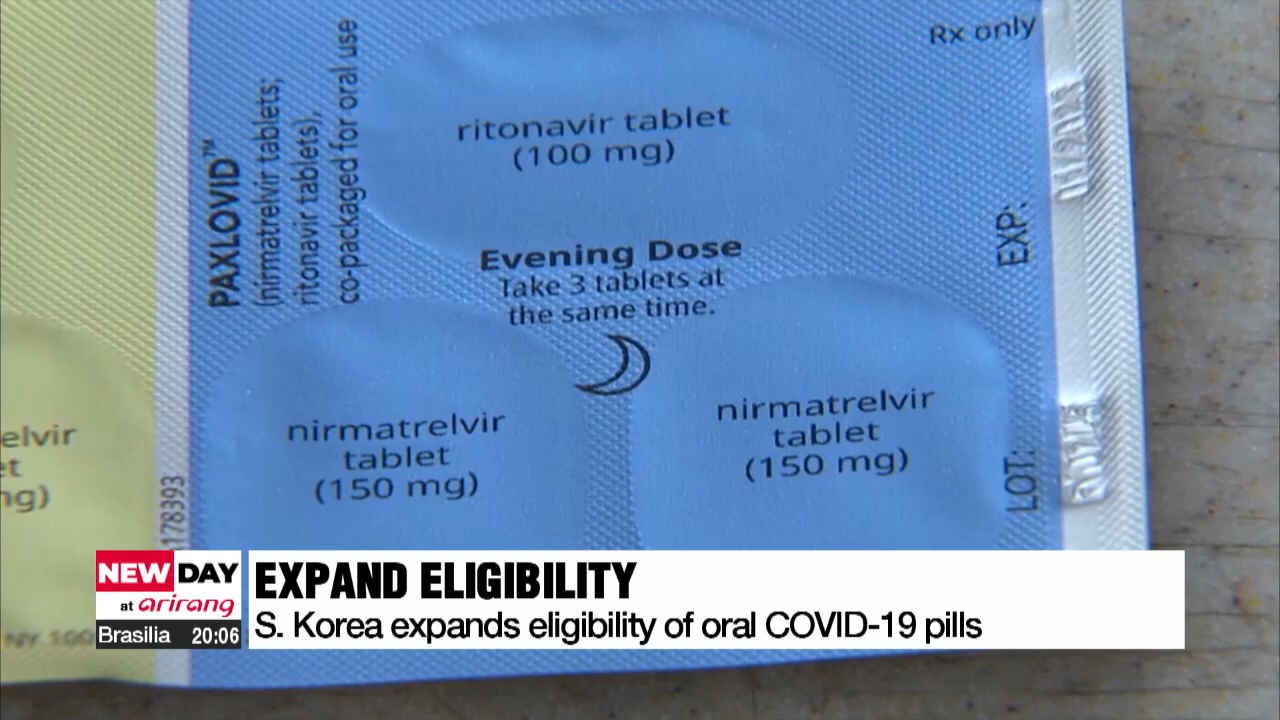 Rx only
PAXLOVID™
(nirmatrelvir tablets;
ritonavir tablets),
co-packaged for oral use
ritonavir tablet
(100 mg)
Evening Dose
Take 3 tablets at
the same time.
nirmatrelvir
tablet
(150 mg)
nirmatrelvir
tablet
(150 mg)
EXP:
LOT:
178393
elvir
et
ng)
NEW DAY
at arirang
Brasilia 20:06
EXPAND ELIGIBILITY
S. Korea expands eligibility of oral COVID-19 pills